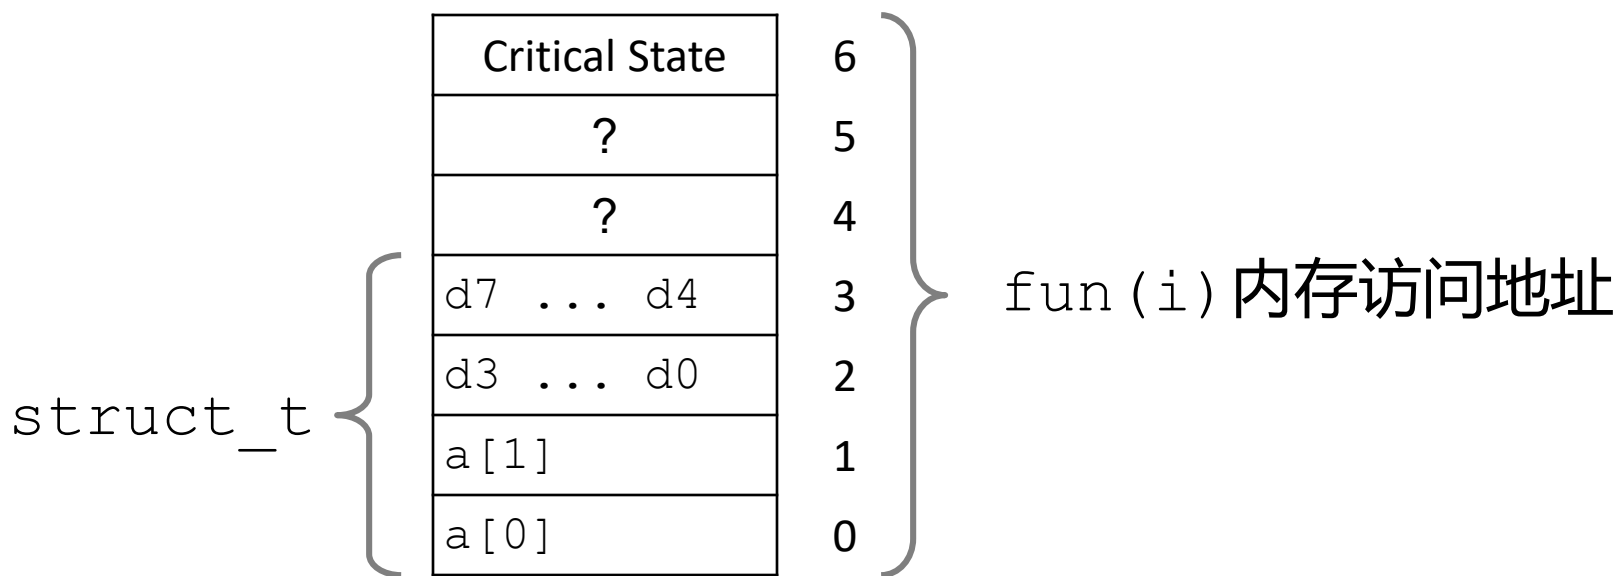 Critical State 6
? 5
? 4
d7 ... d4 3
fun(i)内存访问地址
d3 ... d0 2
struct_t
a[1] 1
a[0] 0